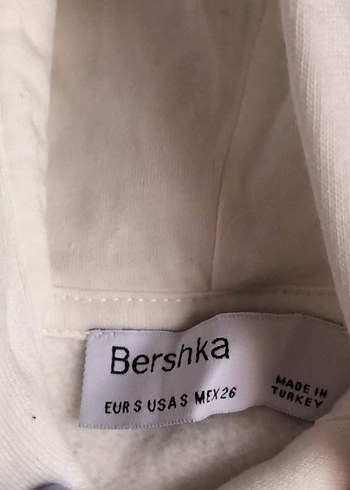 Bershka
EUR S USA S MEX 26
MADE IN
TURKEY